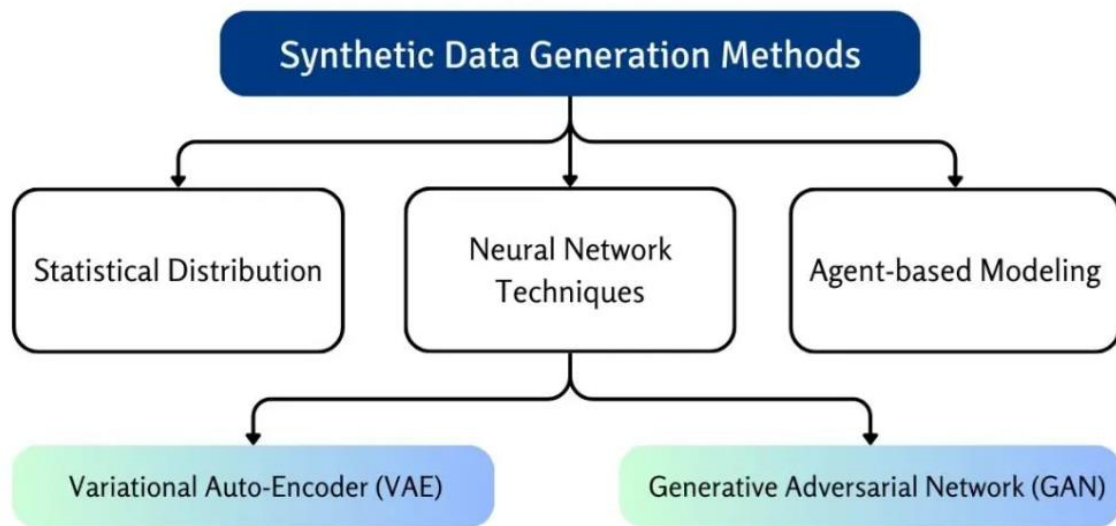 Synthetic Data Generation Methods
Statistical Distribution
Neural Network
Techniques
Agent-based Modeling
Variational Auto-Encoder (VAE)
Generative Adversarial Network (GAN)